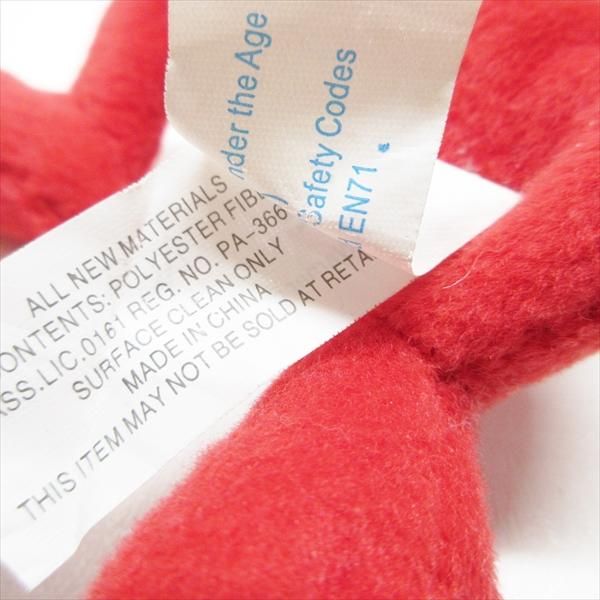 nder the Age
)
Safety Codes
EN71
ALL NEW MATERIALS
ONTENTS: POLYESTER FIB
SS.LIC.0161 REG. NO. PA-366
SURFACE CLEAN ONLY
MADE IN CHINA
THIS ITEM MAY NOT BE SOLD AT RETA